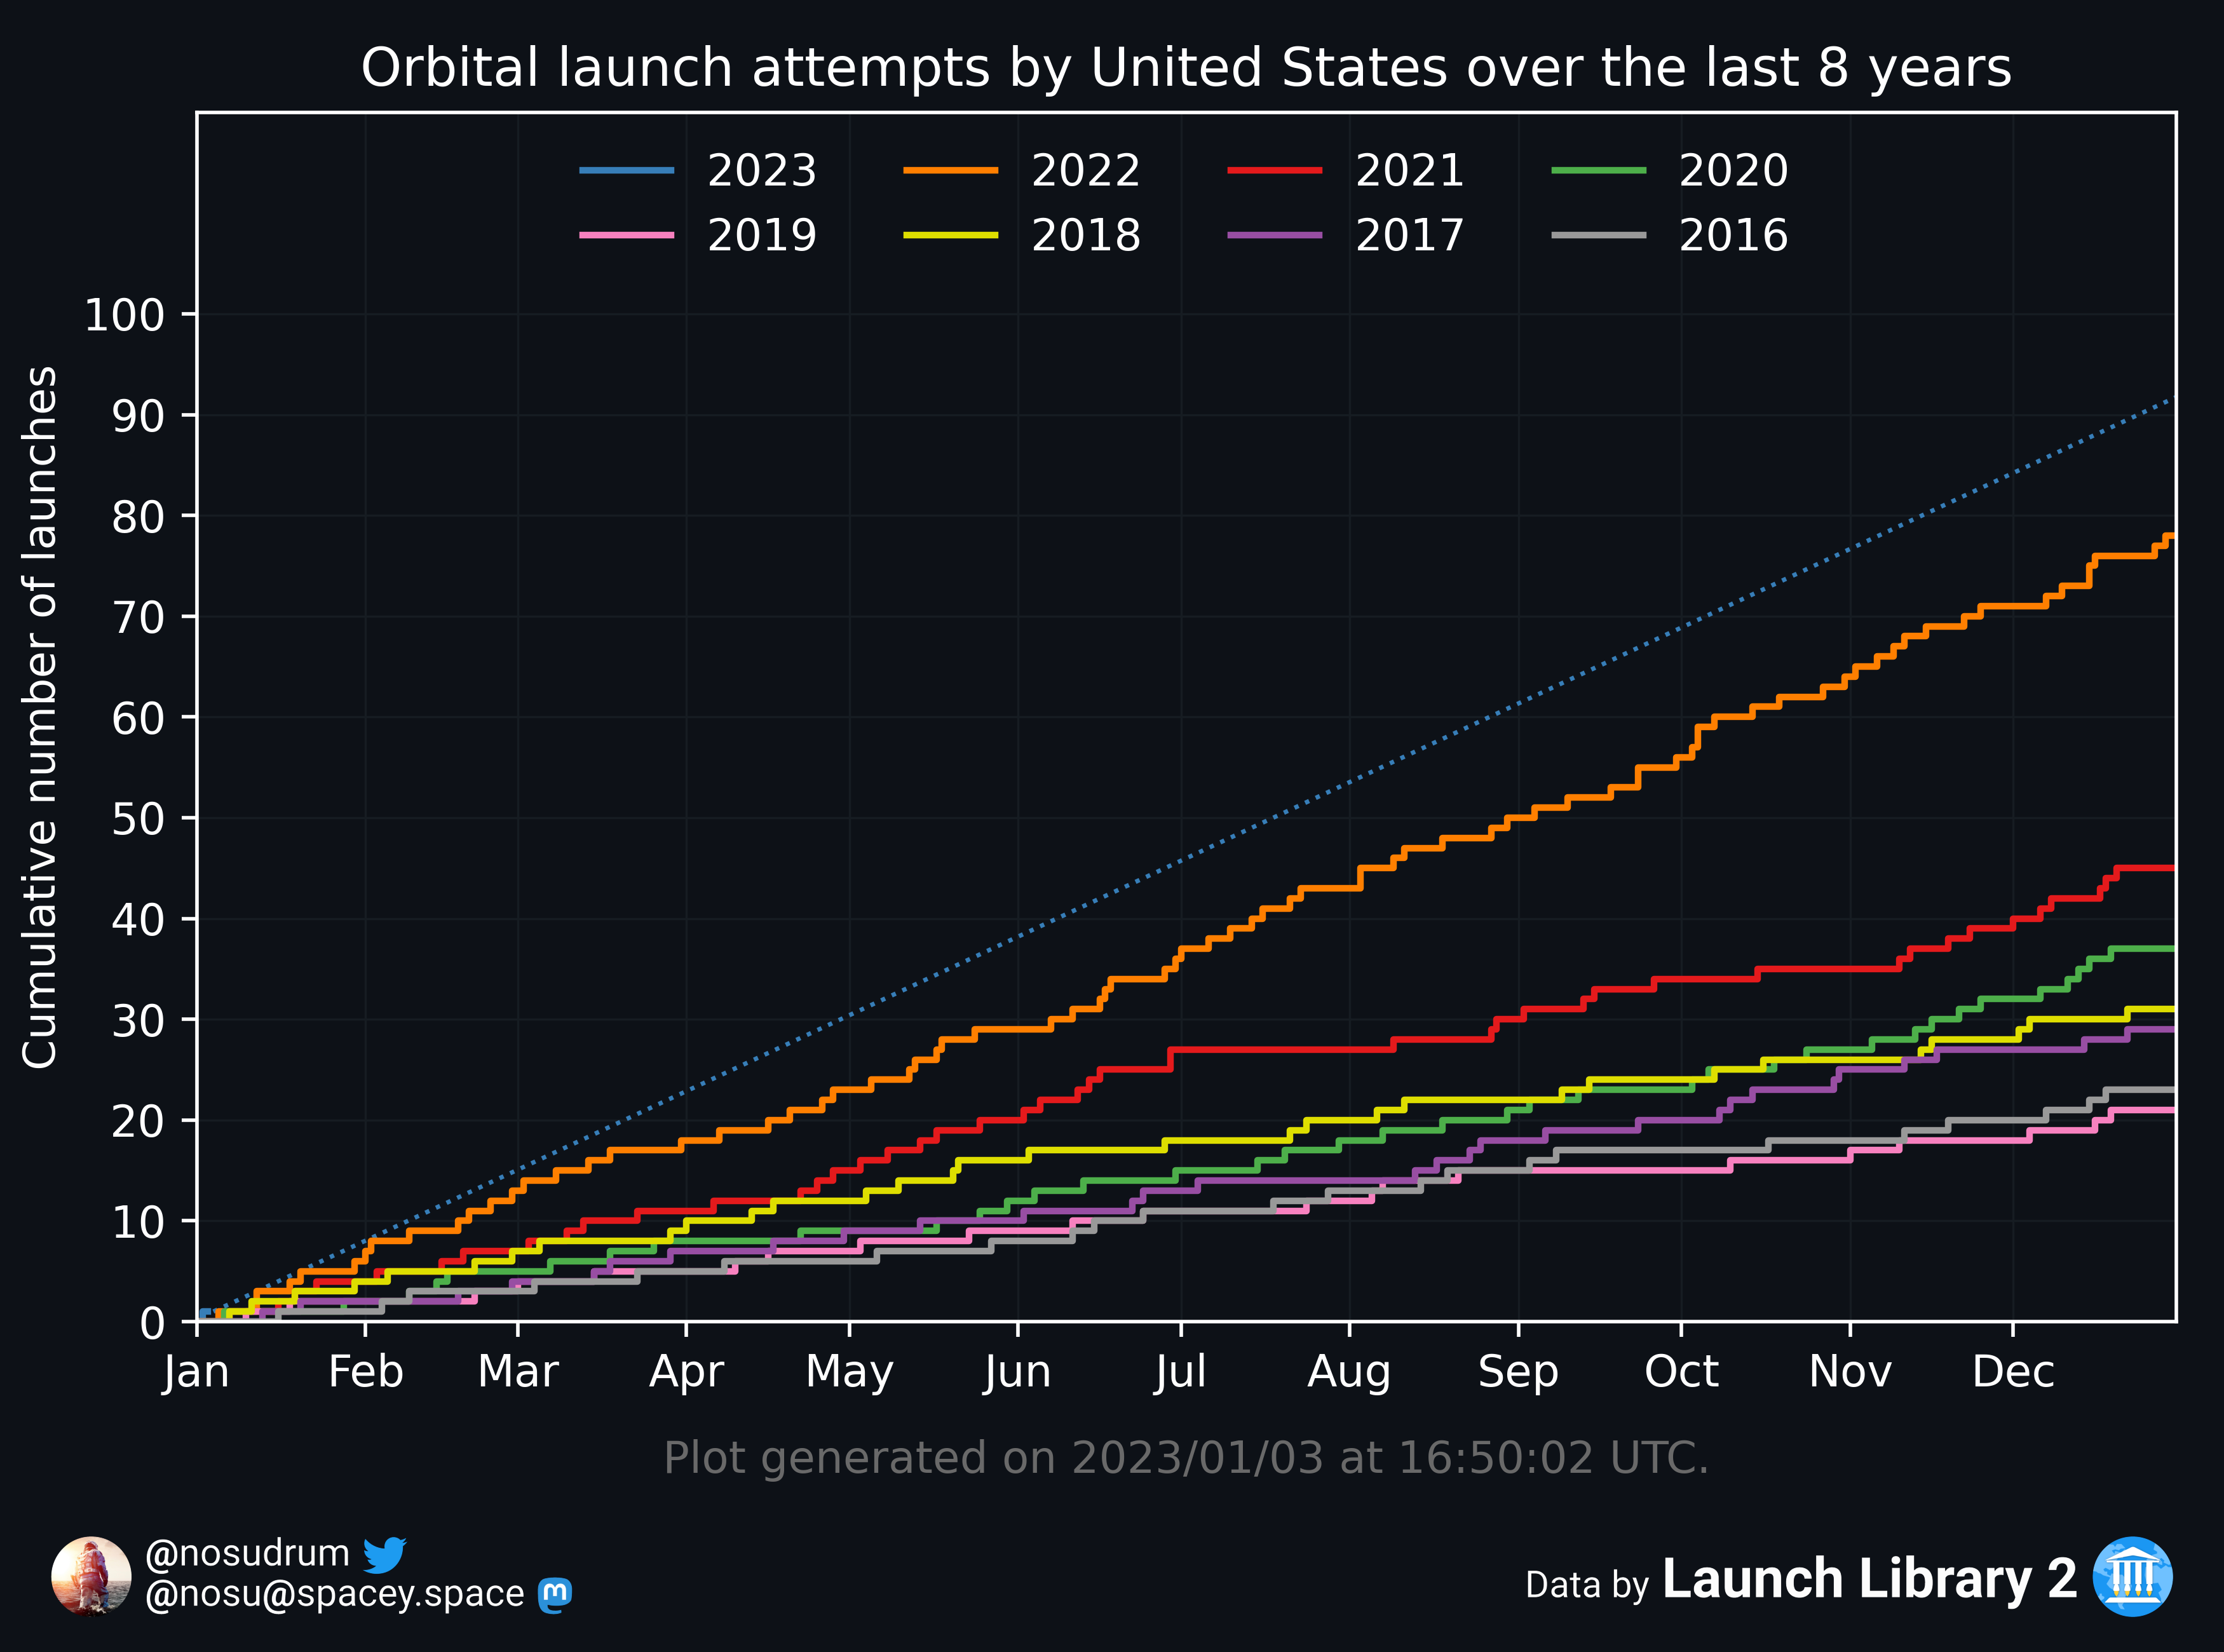 Orbital launch attempts by United States over the last 8 years
2023 2022 2021 2020
2019 2018 2017 2016
Cumulative number of launches
100
90
80
70
60
50
40
30
20
10
0
Jan Feb Mar Apr May Jun Jul Aug Sep Oct Nov Dec
Plot generated on 2023/01/03 at 16:50:02 UTC.
@nosudrum
@nosu@spacey.space
Data by Launch Library 2